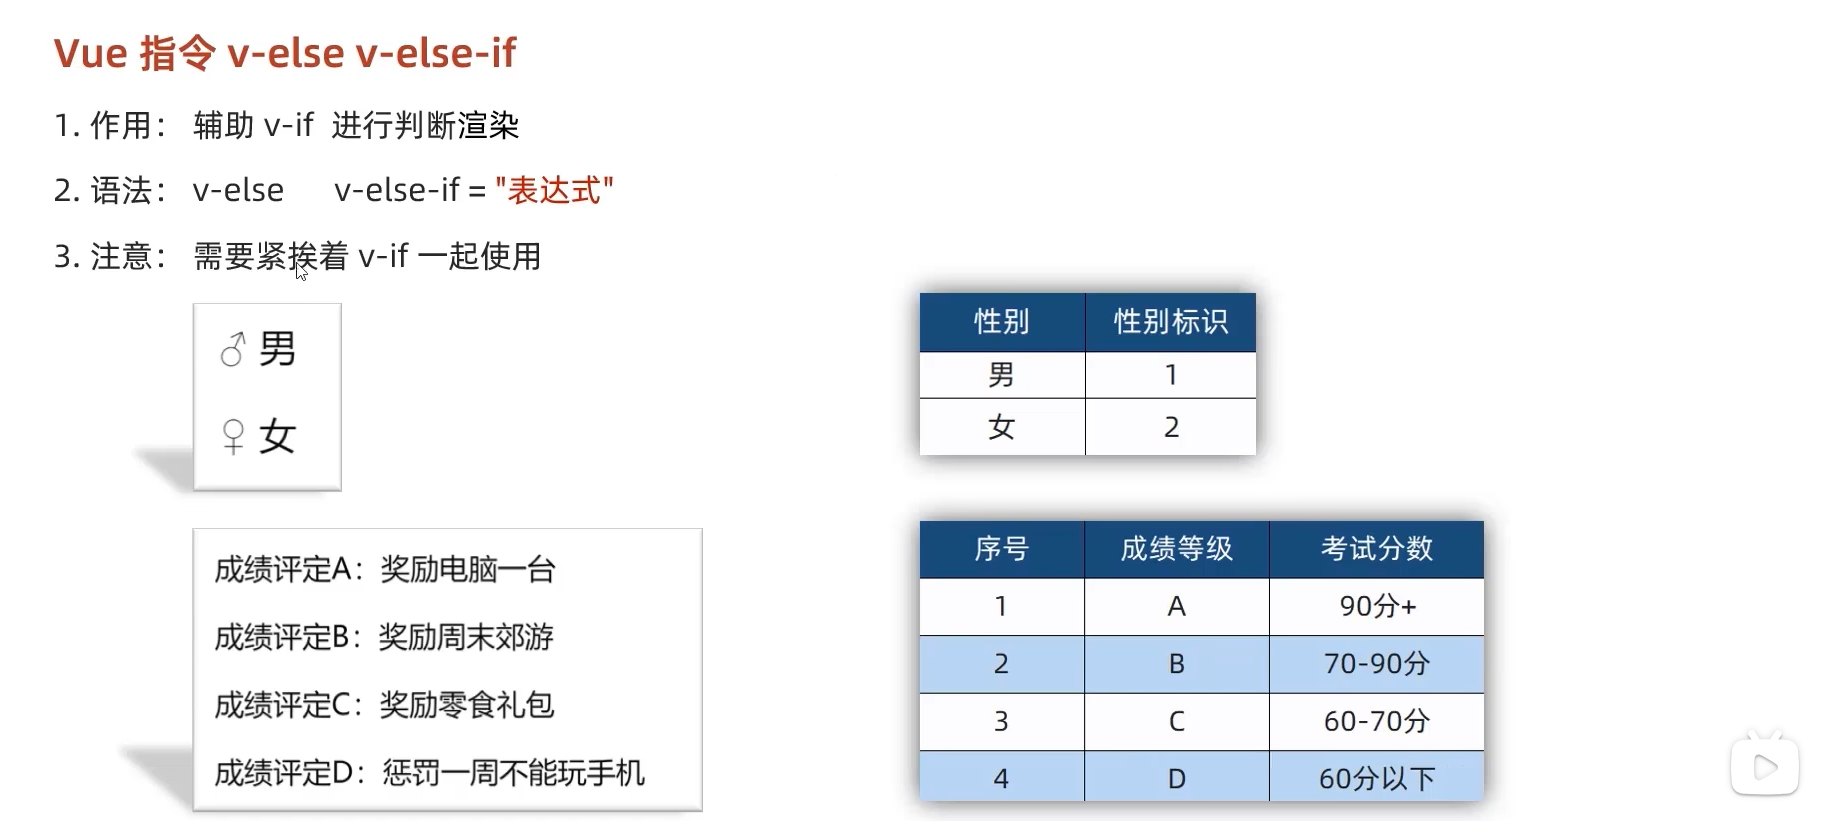 Vue 指令 v-else v-else-if
1. 作用： 辅助 v-if 进行判断渲染
2. 语法： v-else v-else-if = "表达式"
3. 注意： 需要紧挨着 v-if 一起使用
♂ 男
♀ 女
性别 性别标识
男 1
女 2
成绩评定A：奖励电脑一台
成绩评定B：奖励周末郊游
成绩评定C：奖励零食礼包
成绩评定D：惩罚一周不能玩手机
序号 成绩等级 考试分数
1 A 90分+
2 B 70-90分
3 C 60-70分
4 D 60分以下